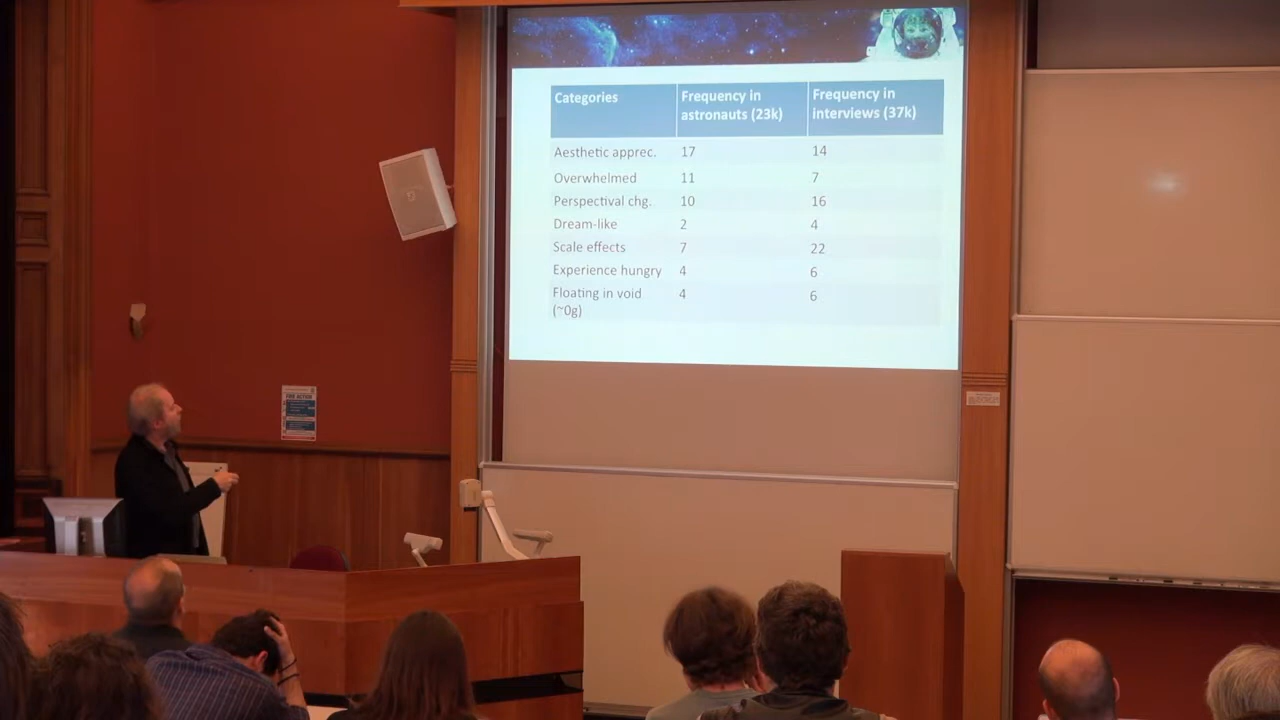 Categories
Frequency in
astronauts (23k)
Frequency in
interviews (37k)
Aesthetic apprec. 17 14
Overwhelmed 11 7
Perspectival chg. 10 16
Dream-like 2 4
Scale effects 7 22
Experience hungry 4 6
Floating in void 4 6
(~0g)